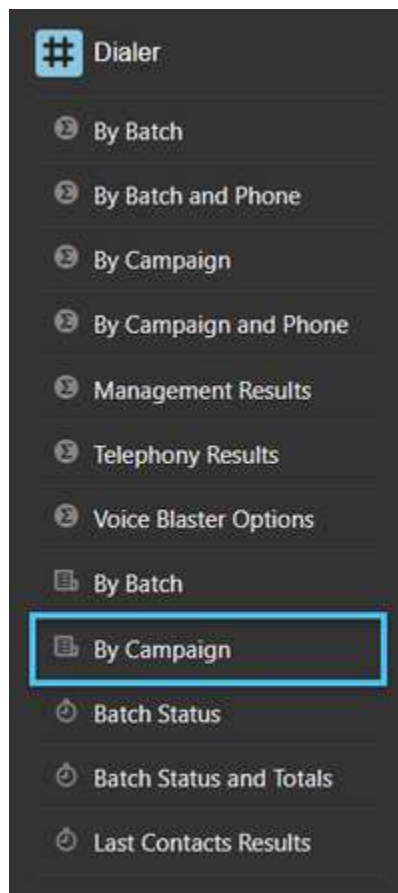 Dialer
By Batch
By Batch and Phone
By Campaign
By Campaign and Phone
Management Results
Telephony Results
Voice Blaster Options
By Batch
By Campaign
Batch Status
Batch Status and Totals
Last Contacts Results